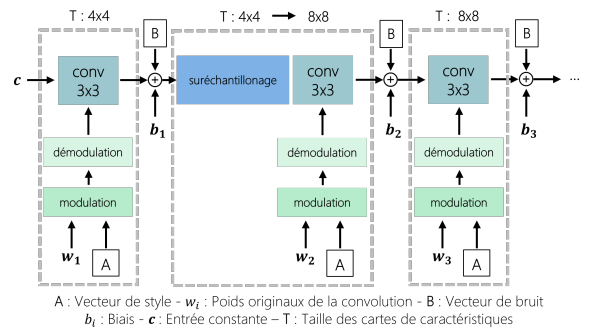 T : 4x4
T : 4x4 → 8x8
T : 8x8
B
B
B
c
conv 3x3
suréchantillonage
conv 3x3
conv 3x3
...
b₁
b₂
b₃
démodulation
démodulation
démodulation
modulation
modulation
modulation
w₁
A
w₂
A
w₃
A
A : Vecteur de style - wᵢ : Poids originaux de la convolution - B : Vecteur de bruit
bᵢ : Biais - c : Entrée constante – T : Taille des cartes de caractéristiques